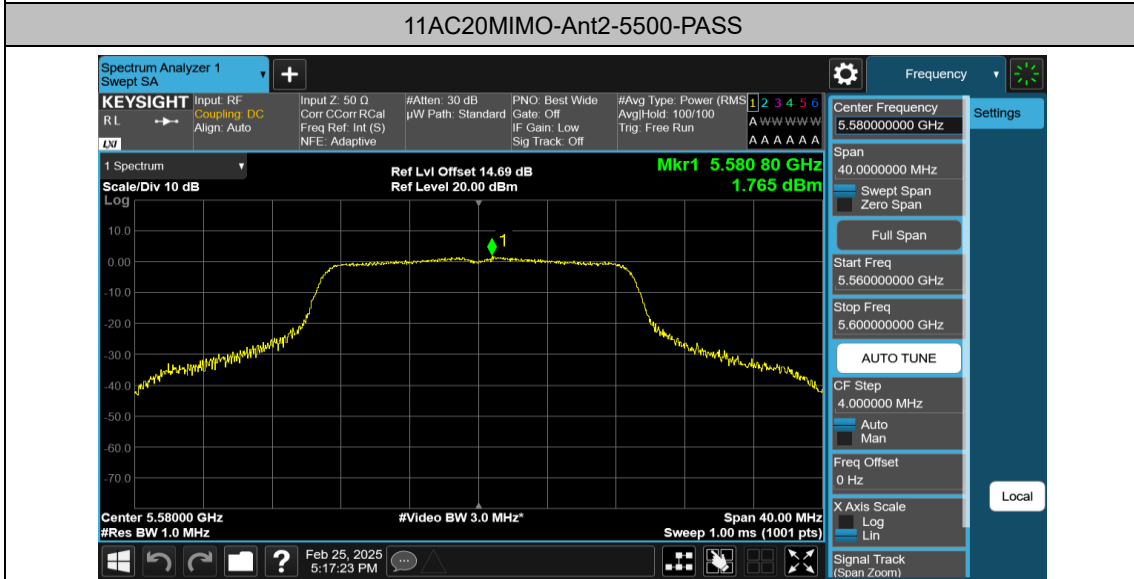 11AC20MIMO-Ant2-5500-PASS
Spectrum Analyzer 1
Swept SA
Frequency
KEYSIGHT
RL
LXI
Input: RF
Coupling: DC
Align: Auto
Input Z: 50 Ω
Corr CCorr RCal
Freq Ref: Int (S)
NFE: Adaptive
#Atten: 30 dB
µW Path: Standard
PNO: Best Wide
Gate: Off
IF Gain: Low
Sig Track: Off
#Avg Type: Power (RMS
Avg|Hold: 100/100
Trig: Free Run
1 2 3 4 5 6
A W W W W W
A A A A A A
Center Frequency
5.580000000 GHz
Settings
1 Spectrum
Scale/Div 10 dB
Ref Lvl Offset 14.69 dB
Ref Level 20.00 dBm
Mkr1 5.580 80 GHz
1.765 dBm
Span
40.0000000 MHz
Swept Span
Zero Span
Full Span
Start Freq
5.560000000 GHz
Stop Freq
5.600000000 GHz
AUTO TUNE
CF Step
4.000000 MHz
Auto
Man
Freq Offset
0 Hz
X Axis Scale
Log
Lin
Signal Track
(Span Zoom)
Local
Log
10.0
0.00
-10.0
-20.0
-30.0
-40.0
-50.0
-60.0
-70.0
1
Center 5.58000 GHz
#Res BW 1.0 MHz
#Video BW 3.0 MHz*
Span 40.00 MHz
Sweep 1.00 ms (1001 pts)
?
Feb 25, 2025
5:17:23 PM